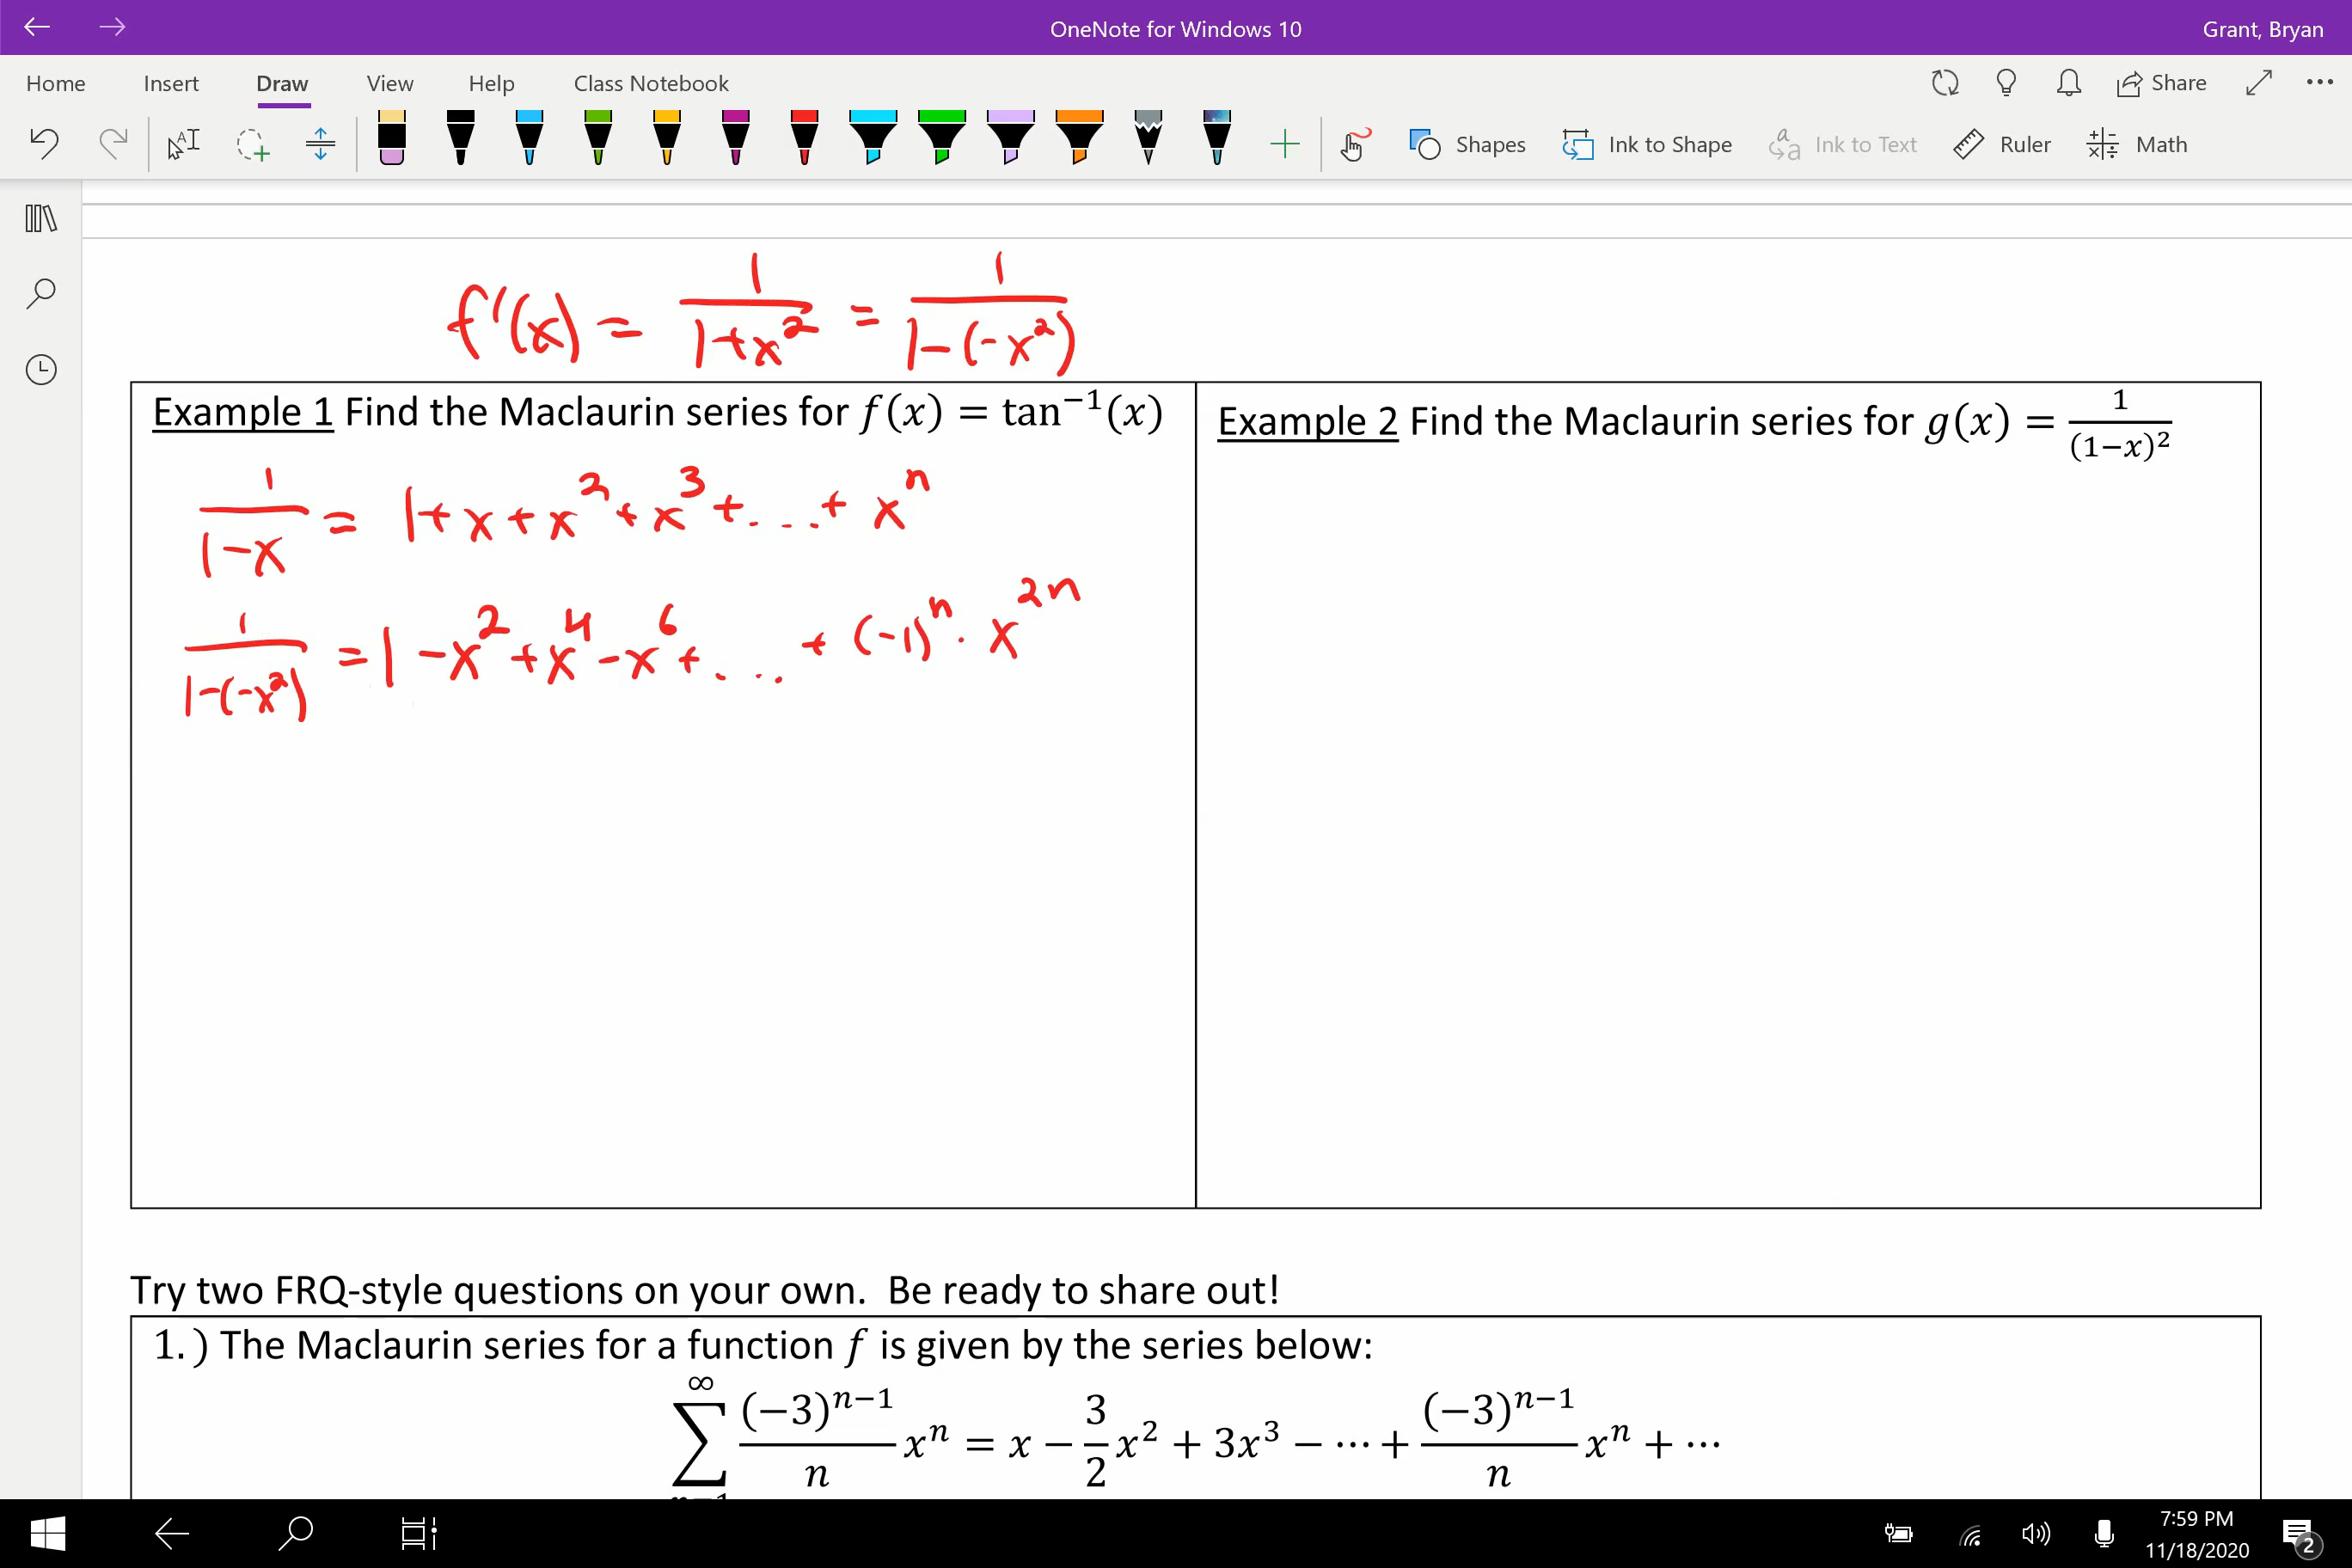 OneNote for Windows 10
Grant, Bryan
Home Insert Draw View Help Class Notebook Share
Shapes Ink to Shape Ink to Text Ruler Math
f'(x) = 1/(1+x²) = 1/(1-(-x²))
Example 1 Find the Maclaurin series for f(x) = tan⁻¹(x)
1/(1-x) = 1+x+x²+x³+...+xⁿ
1/(1-(-x²)) = 1-x²+x⁴-x⁶+... +(-1)ⁿ·x²ⁿ
Example 2 Find the Maclaurin series for g(x) = 1/(1−x)²
Try two FRQ-style questions on your own. Be ready to share out!
1.) The Maclaurin series for a function f is given by the series below:
∞
∑ (−3)ⁿ⁻¹/n xⁿ = x − 3/2 x² + 3x³ − ⋯ + (−3)ⁿ⁻¹/n xⁿ + ⋯
7:59 PM
11/18/2020
2